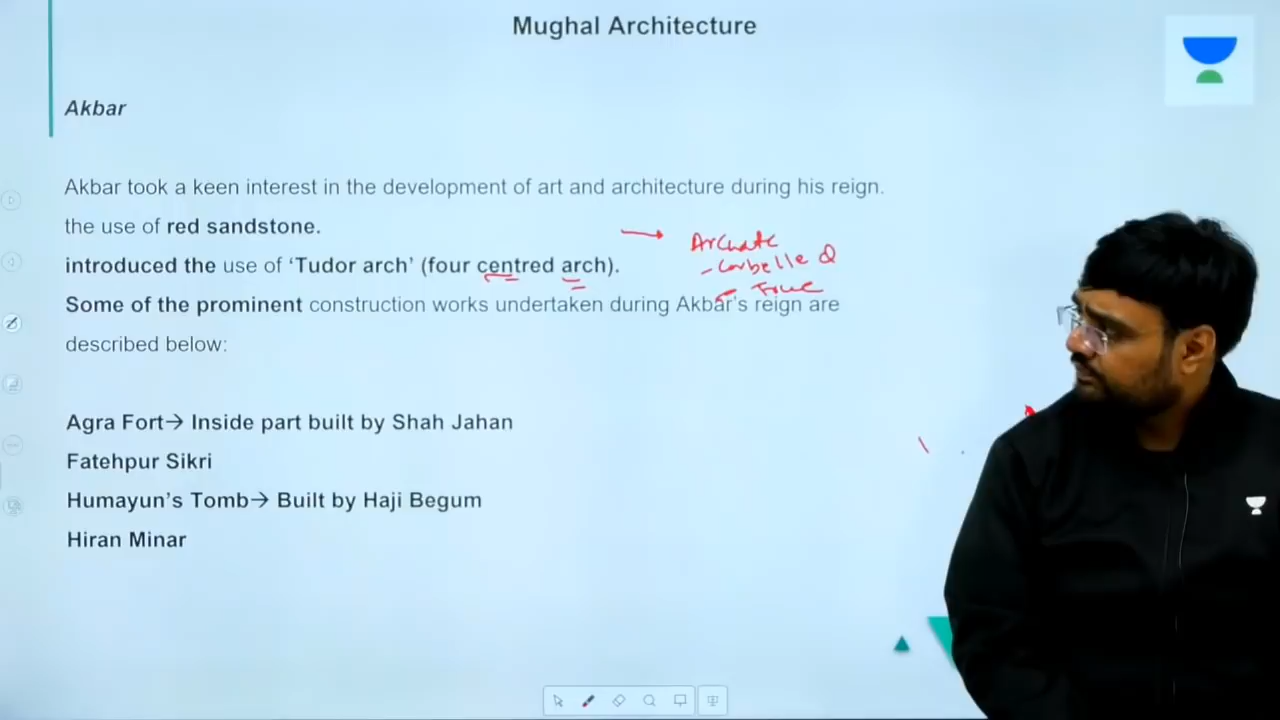 Mughal Architecture
Akbar
Akbar took a keen interest in the development of art and architecture during his reign.
the use of red sandstone.
introduced the use of ‘Tudor arch’ (four centred arch).
Some of the prominent construction works undertaken during Akbar's reign are
described below:
Arcuate
- Corbelled
True
Agra Fort→ Inside part built by Shah Jahan
Fatehpur Sikri
Humayun’s Tomb→ Built by Haji Begum
Hiran Minar